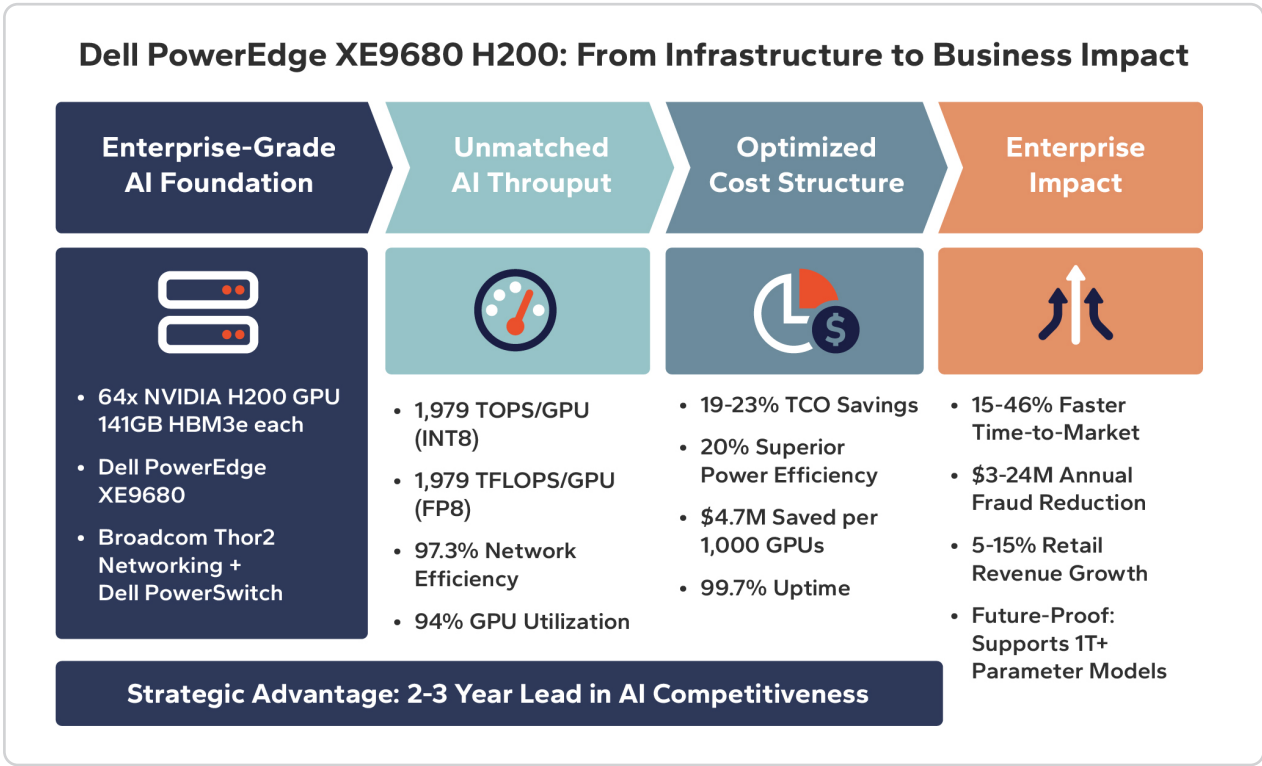 Dell PowerEdge XE9680 H200: From Infrastructure to Business Impact
Enterprise-Grade
AI Foundation
• 64x NVIDIA H200 GPU
141GB HBM3e each
• Dell PowerEdge
XE9680
• Broadcom Thor2
Networking +
Dell PowerSwitch
Unmatched
AI Throuput
• 1,979 TOPS/GPU
(INT8)
• 1,979 TFLOPS/GPU
(FP8)
• 97.3% Network
Efficiency
• 94% GPU Utilization
Optimized
Cost Structure
$
• 19-23% TCO Savings
• 20% Superior
Power Efficiency
• $4.7M Saved per
1,000 GPUs
• 99.7% Uptime
Enterprise
Impact
• 15-46% Faster
Time-to-Market
• $3-24M Annual
Fraud Reduction
• 5-15% Retail
Revenue Growth
• Future-Proof:
Supports 1T+
Parameter Models
Strategic Advantage: 2-3 Year Lead in AI Competitiveness